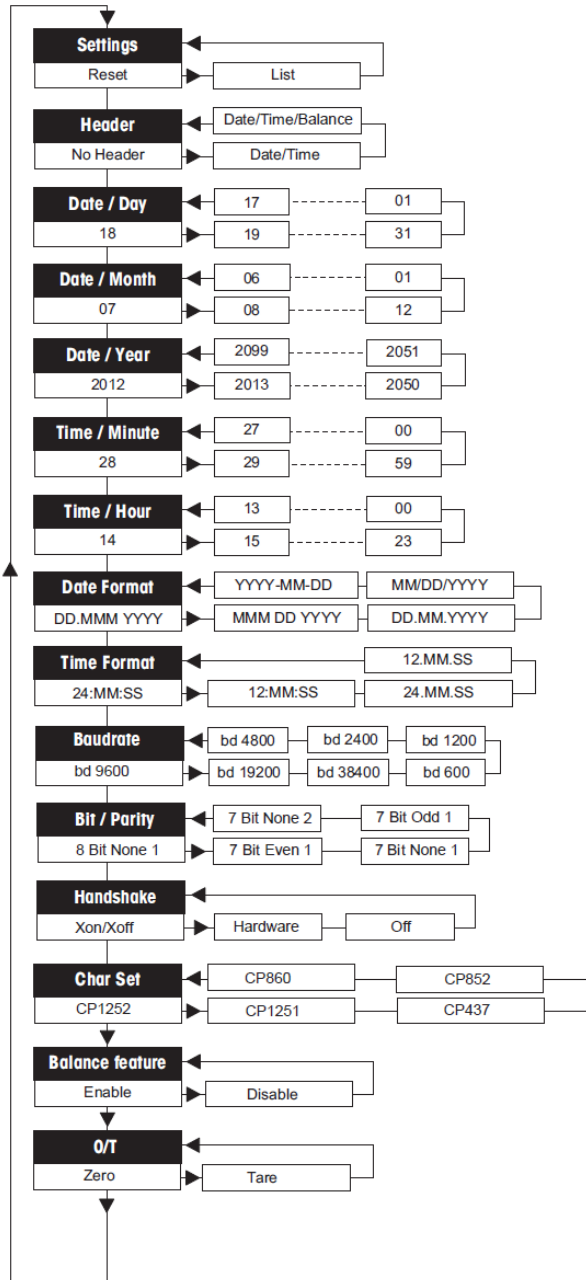 Settings
Reset List
Header Date/Time/Balance
No Header Date/Time
Date / Day 17 01
18 19 31
Date / Month 06 01
07 08 12
Date / Year 2099 2051
2012 2013 2050
Time / Minute 27 00
28 29 59
Time / Hour 13 00
14 15 23
Date Format YYYY-MM-DD MM/DD/YYYY
DD.MMM YYYY MMM DD YYYY DD.MM.YYYY
Time Format 12.MM.SS
24:MM:SS 12:MM:SS 24.MM.SS
Baudrate bd 4800 bd 2400 bd 1200
bd 9600 bd 19200 bd 38400 bd 600
Bit / Parity 7 Bit None 2 7 Bit Odd 1
8 Bit None 1 7 Bit Even 1 7 Bit None 1
Handshake
Xon/Xoff Hardware Off
Char Set CP860 CP852
CP1252 CP1251 CP437
Balance feature
Enable Disable
O/T
Zero Tare